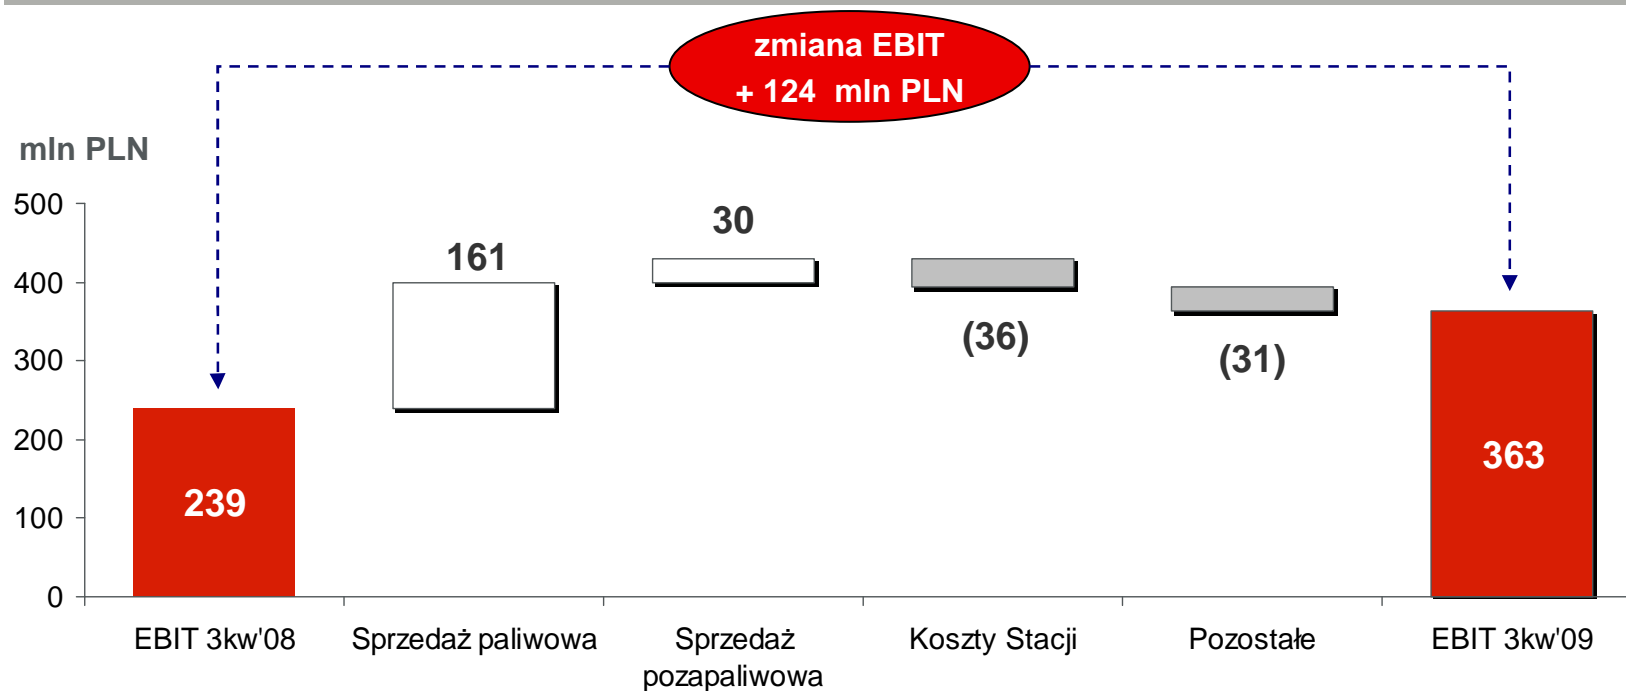 zmiana EBIT
+ 124 mln PLN
mln PLN
500
400
300
200
100
0
239
161
30
(36)
(31)
363
EBIT 3kw'08
Sprzedaż paliwowa
Sprzedaż
pozapaliwowa
Koszty Stacji
Pozostałe
EBIT 3kw'09